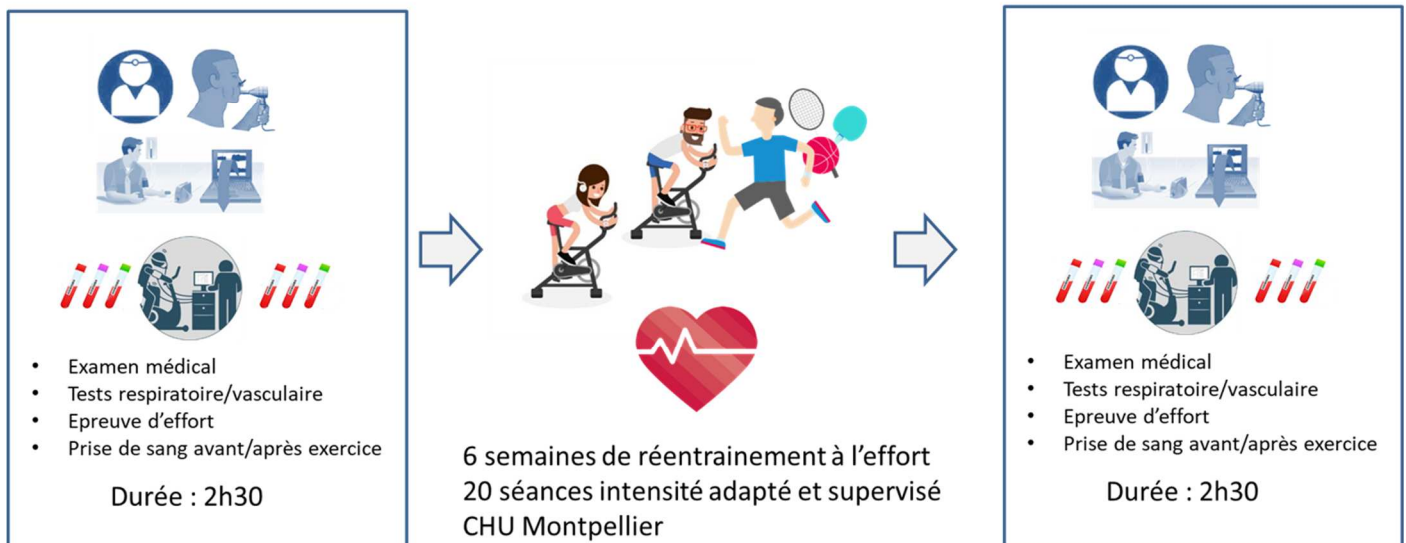 • Examen médical
• Tests respiratoire/vasculaire
• Epreuve d'effort
• Prise de sang avant/après exercice
Durée : 2h30
6 semaines de réentrainement à l'effort
20 séances intensité adapté et supervisé
CHU Montpellier
• Examen médical
• Tests respiratoire/vasculaire
• Epreuve d'effort
• Prise de sang avant/après exercice
Durée : 2h30